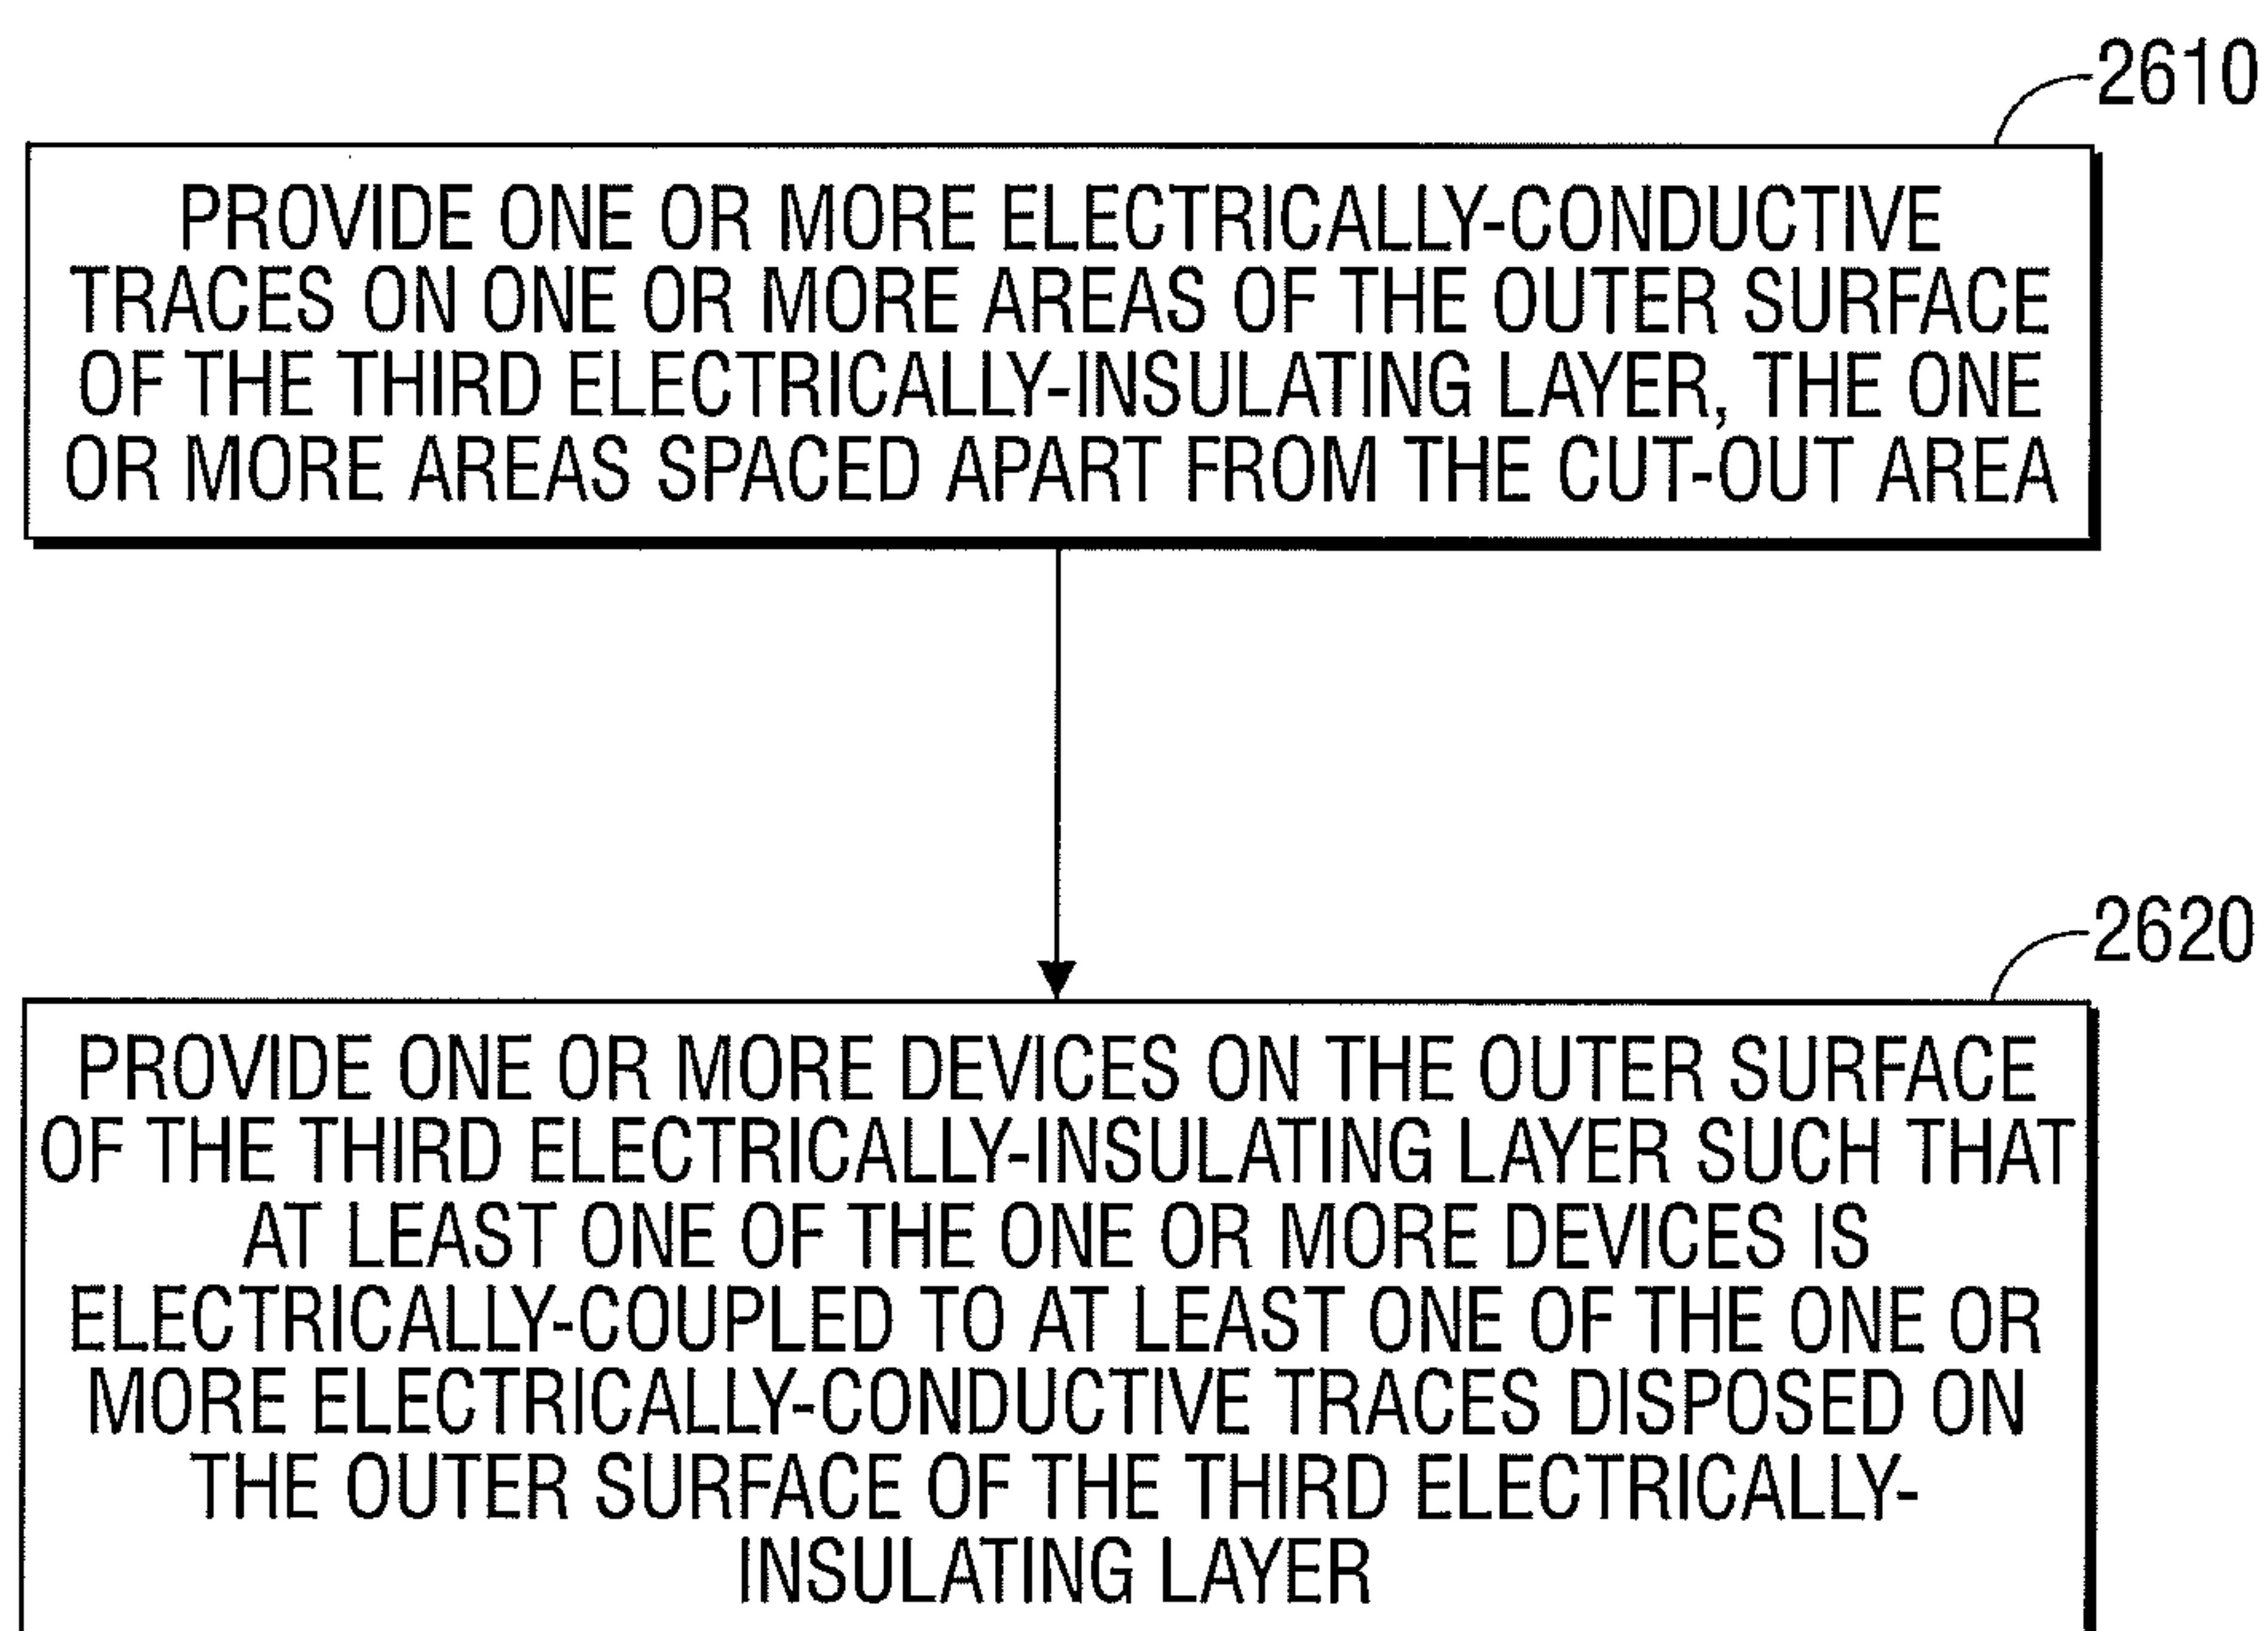 2610
PROVIDE ONE OR MORE ELECTRICALLY-CONDUCTIVE
TRACES ON ONE OR MORE AREAS OF THE OUTER SURFACE
OF THE THIRD ELECTRICALLY-INSULATING LAYER, THE ONE
OR MORE AREAS SPACED APART FROM THE CUT-OUT AREA
2620
PROVIDE ONE OR MORE DEVICES ON THE OUTER SURFACE
OF THE THIRD ELECTRICALLY-INSULATING LAYER SUCH THAT
AT LEAST ONE OF THE ONE OR MORE DEVICES IS
ELECTRICALLY-COUPLED TO AT LEAST ONE OF THE ONE OR
MORE ELECTRICALLY-CONDUCTIVE TRACES DISPOSED ON
THE OUTER SURFACE OF THE THIRD ELECTRICALLY-
INSULATING LAYER